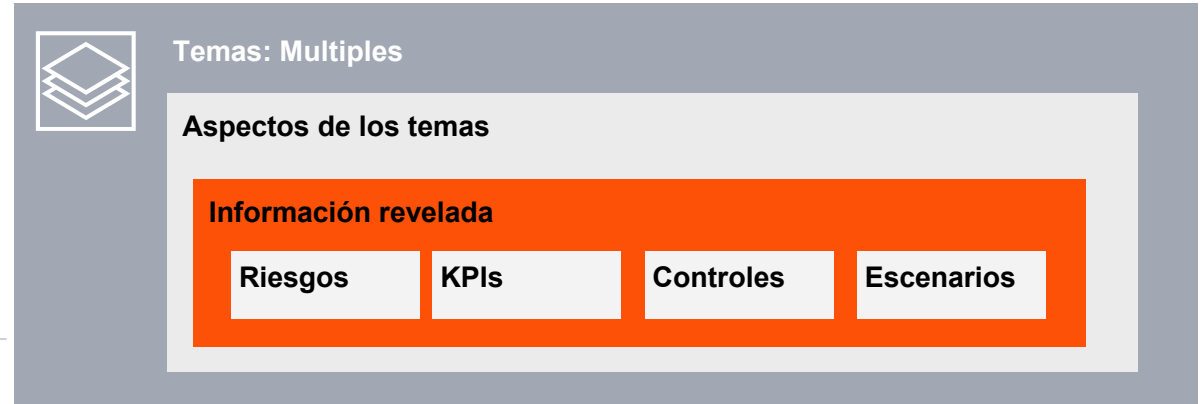 Temas: Multiples
Aspectos de los temas
Información revelada
Riesgos
KPIs
Controles
Escenarios